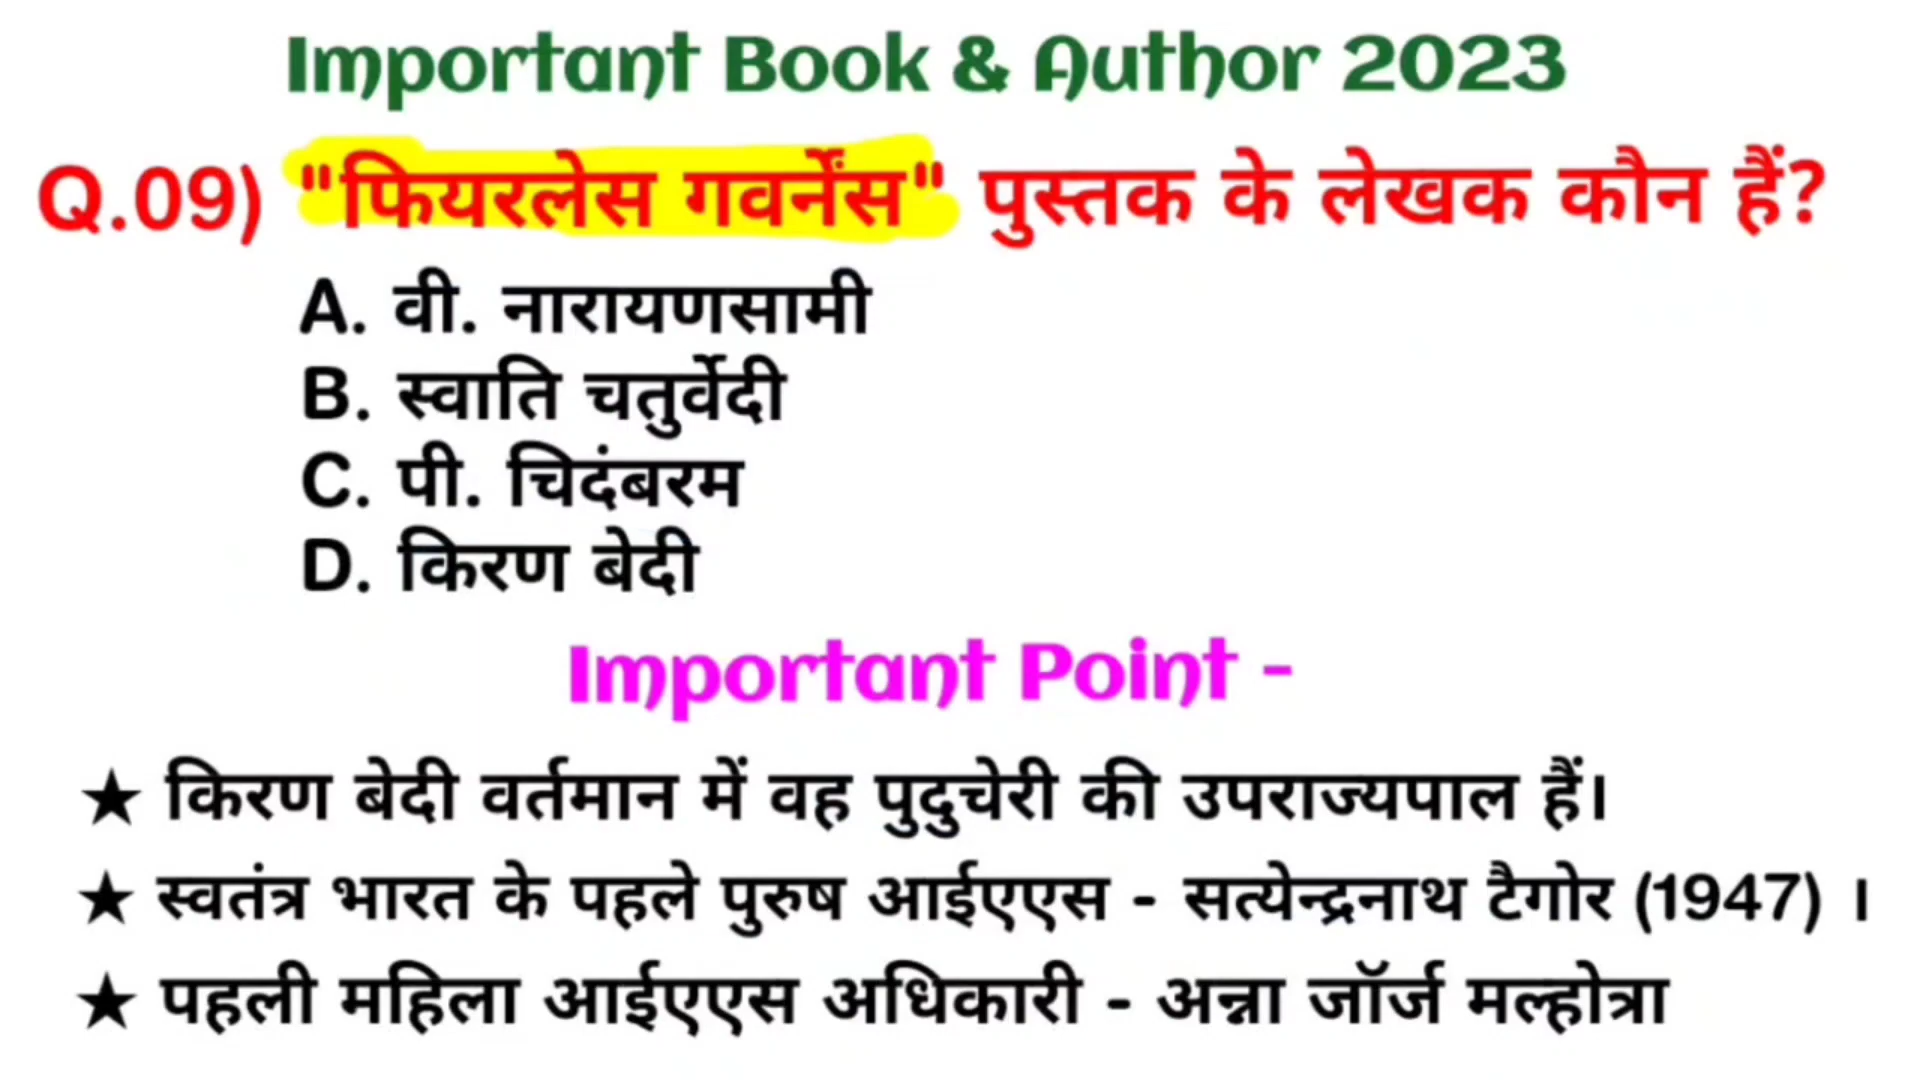 Important Book & Author 2023
Q.09) "फियरलेस गवर्नेंस" पुस्तक के लेखक कौन हैं?
A. वी. नारायणसामी
B. स्वाति चतुर्वेदी
C. पी. चिदंबरम
D. किरण बेदी
Important Point -
★ किरण बेदी वर्तमान में वह पुदुचेरी की उपराज्यपाल हैं।
★ स्वतंत्र भारत के पहले पुरुष आईएएस - सत्येन्द्रनाथ टैगोर (1947) ।
★ पहली महिला आईएएस अधिकारी - अन्ना जॉर्ज मल्होत्रा